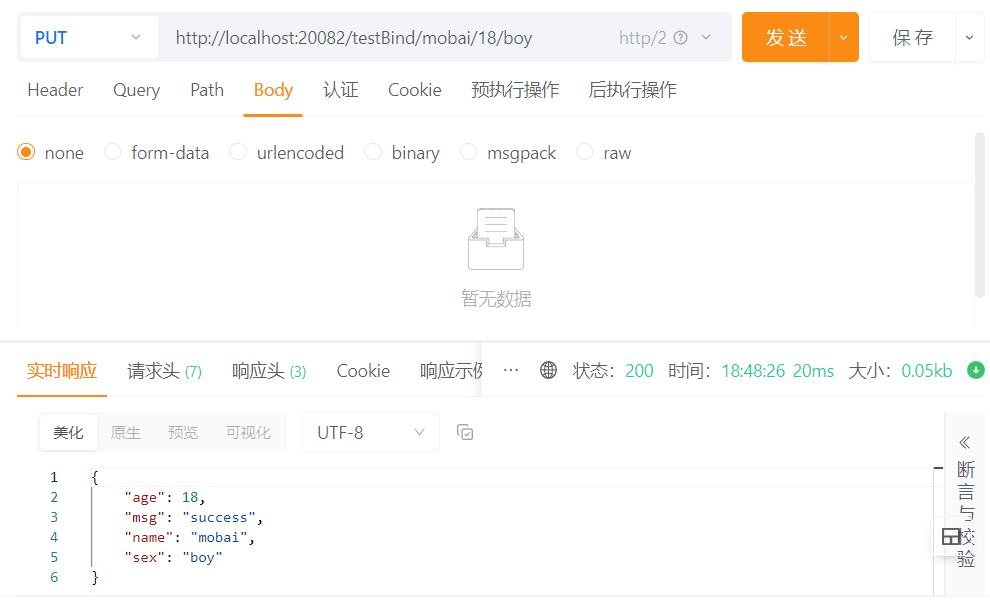 PUT http://localhost:20082/testBind/mobai/18/boy http/2 发送 保存
Header Query Path Body 认证 Cookie 预执行操作 后执行操作
none form-data urlencoded binary msgpack raw
暂无数据
实时响应 请求头 (7) 响应头 (3) Cookie 响应示例 ... 状态: 200 时间: 18:48:26 20ms 大小: 0.05kb
美化 原生 预览 可视化 UTF-8
1 {
2 "age": 18,
3 "msg": "success",
4 "name": "mobai",
5 "sex": "boy"
6 }
断言与校验